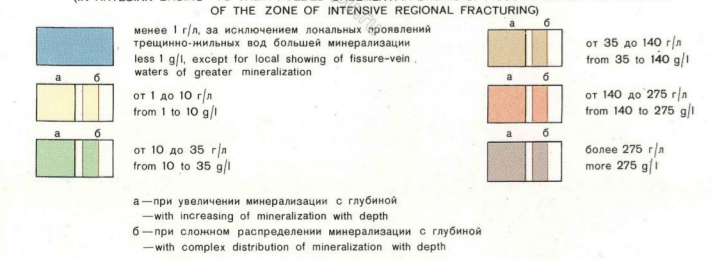 OF THE ZONE OF INTENSIVE REGIONAL FRACTURING)
менее 1 г/л, за исключением локальных проявлений
трещинно-жильных вод большей минерализации
less 1 g/l, except for local showing of fissure-vein .
waters of greater mineralization
а б
от 1 до 10 г/л
from 1 to 10 g/l
а б
от 10 до 35 г/л
from 10 to 35 g/l
а б
от 35 до 140 г/л
from 35 to 140 g/l
а б
от 140 до 275 г/л
from 140 to 275 g/l
а б
более 275 г/л
more 275 g/l
а—при увеличении минерализации с глубиной
—with increasing of mineralization with depth
б—при сложном распределении минерализации с глубиной
—with complex distribution of mineralization with depth